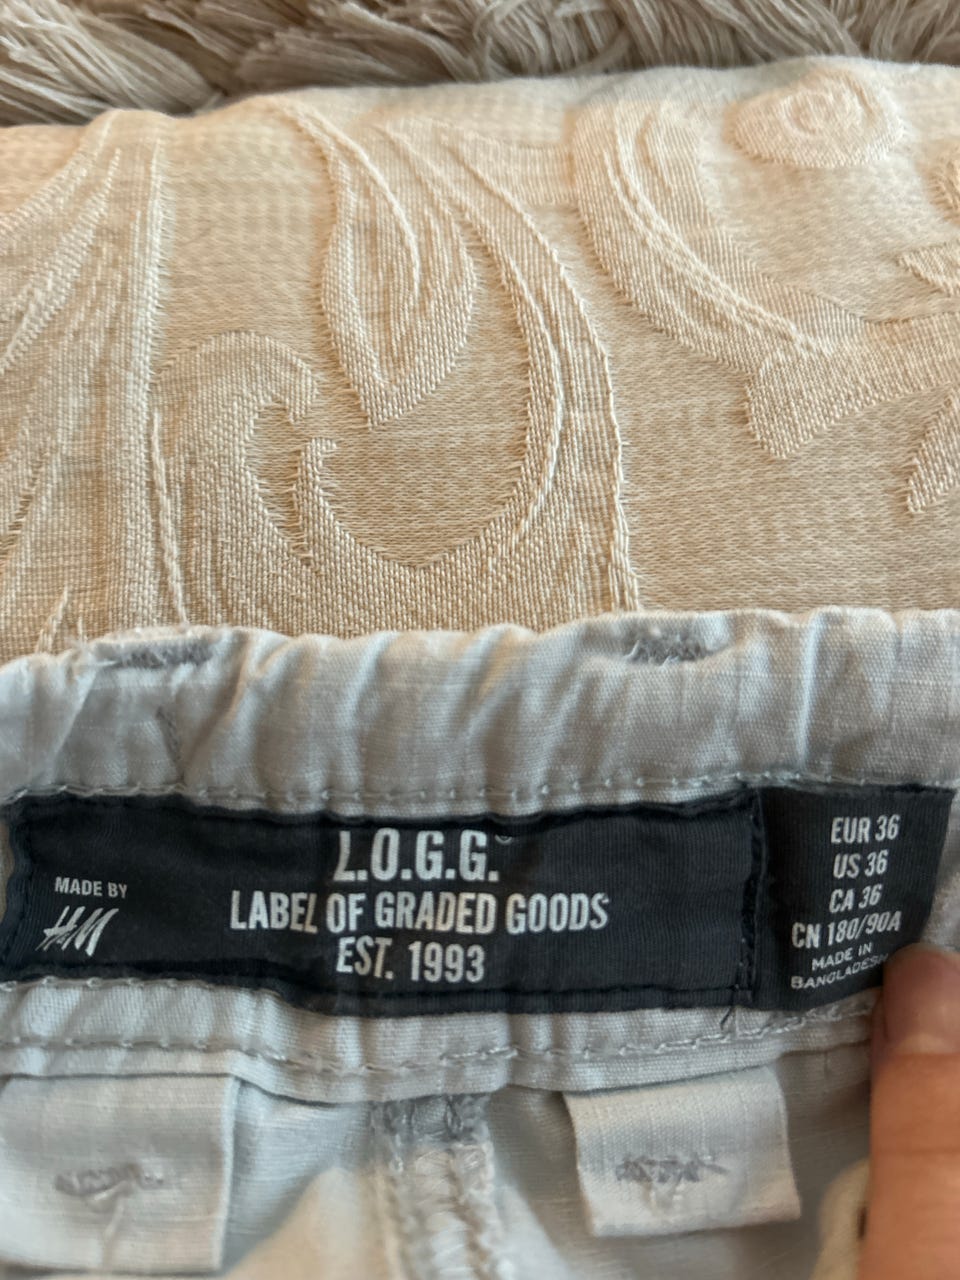 MADE BY
H&M
L.O.G.G.®
LABEL OF GRADED GOODS
EST. 1993
EUR 36
US 36
CA 36
CN 180/90A
MADE IN
BANGLADESH